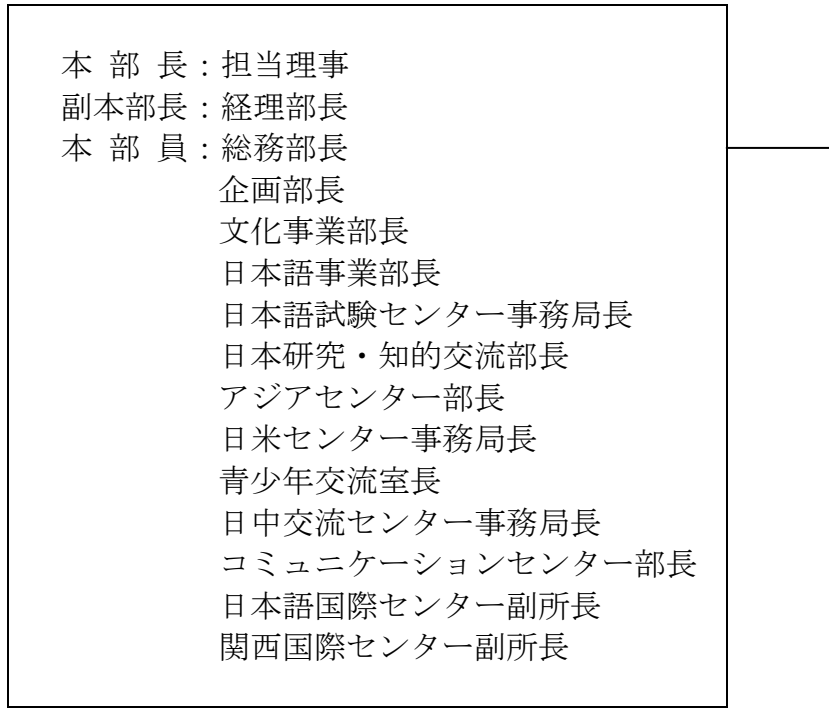 本 部 長：担当理事
副本部長：経理部長
本 部 員：総務部長
企画部長
文化事業部長
日本語事業部長
日本語試験センター事務局長
日本研究・知的交流部長
アジアセンター部長
日米センター事務局長
青少年交流室長
日中交流センター事務局長
コミュニケーションセンター部長
日本語国際センター副所長
関西国際センター副所長